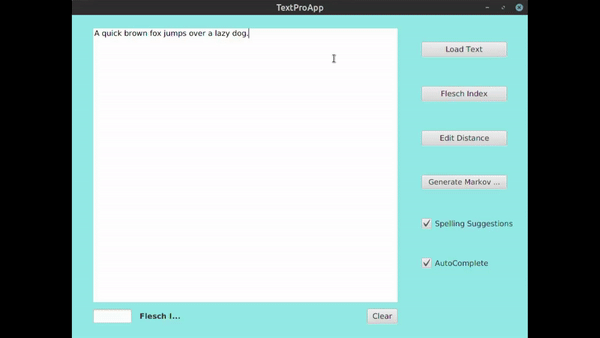 TextProApp
A quick brown fox jumps over a lazy dog.
Load Text
Flesch Index
Edit Distance
Generate Markov ...
Spelling Suggestions
AutoComplete
Flesch I...
Clear